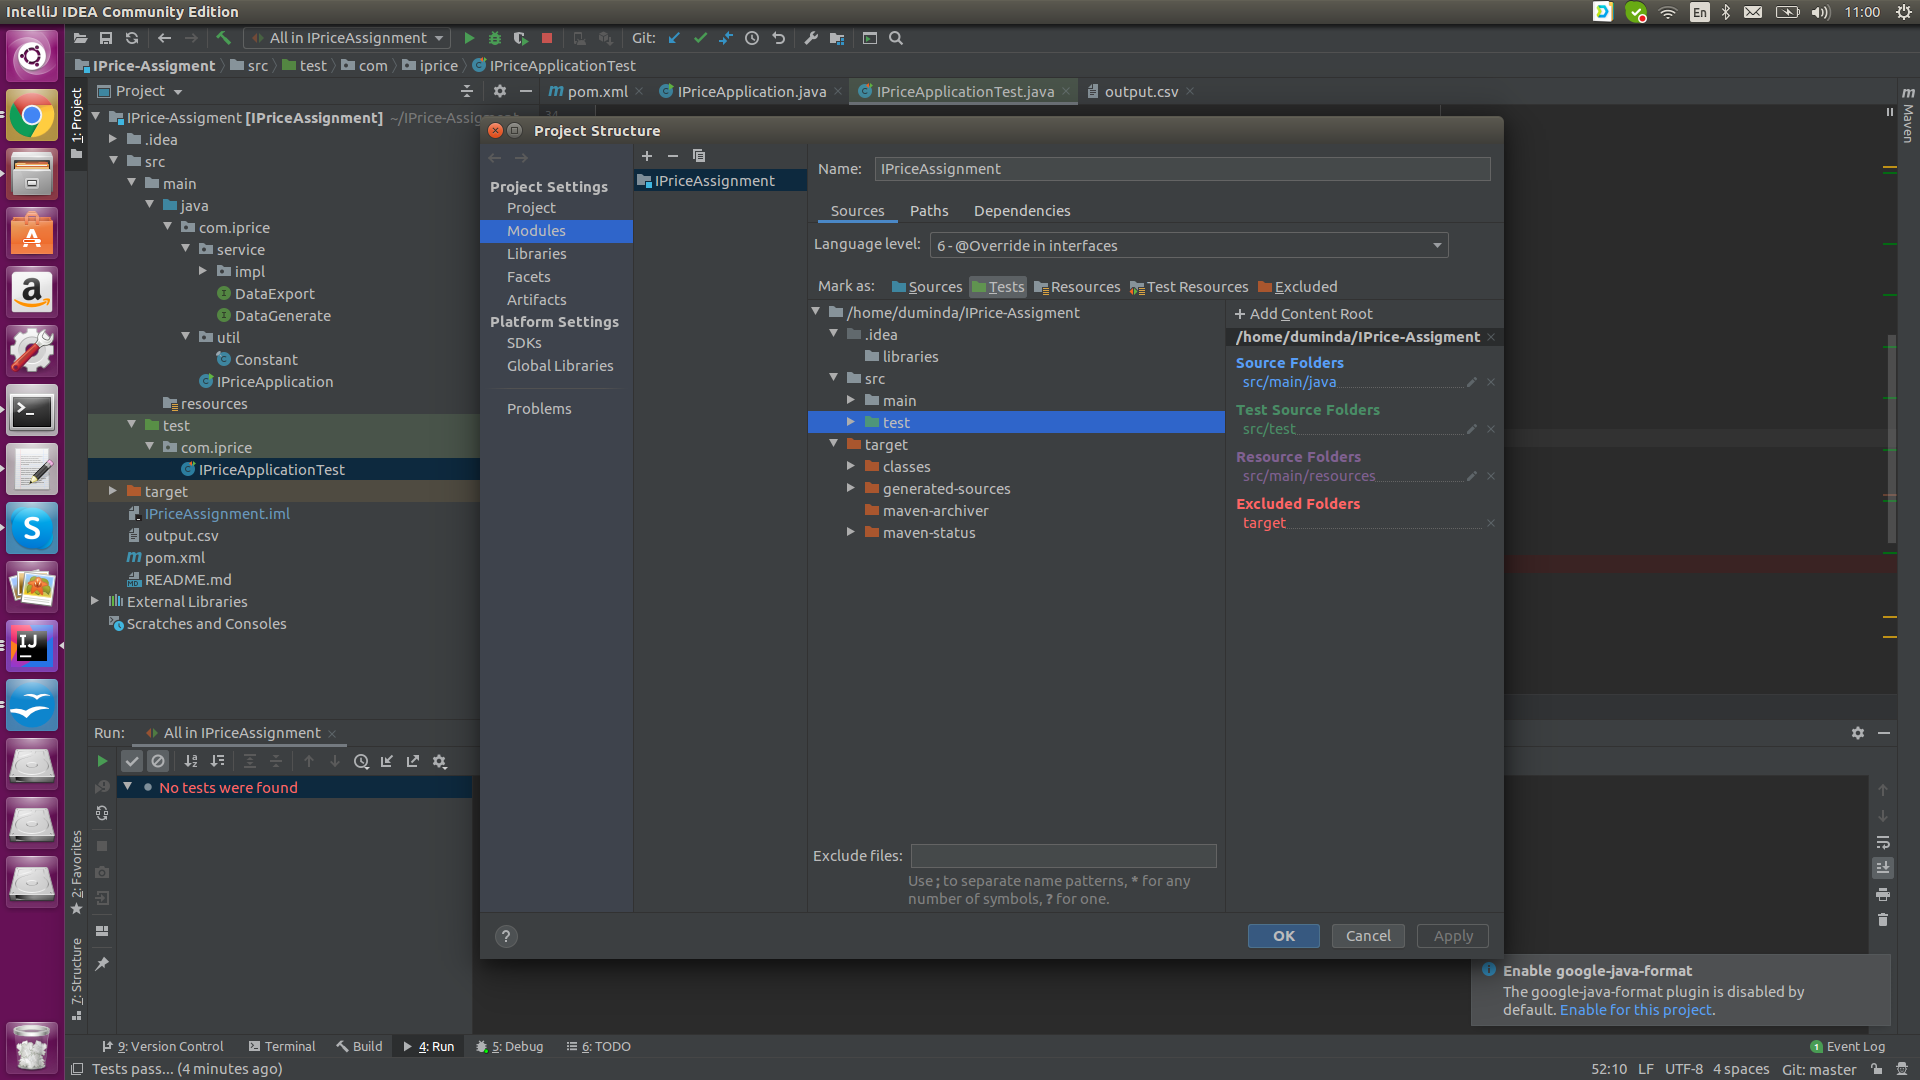 IntelliJ IDEA Community Edition
En
11:00
All in IPriceAssignment
Git:
IPrice-Assigment
src
test
com
iprice
IPriceApplicationTest
1: Project
Project
pom.xml
IPriceApplication.java
IPriceApplicationTest.java
output.csv
Maven
IPrice-Assigment [IPriceAssignment] ~/IPrice-Assigment
.idea
src
main
java
com.iprice
service
impl
DataExport
DataGenerate
util
Constant
IPriceApplication
resources
test
com.iprice
IPriceApplicationTest
target
IPriceAssignment.iml
output.csv
pom.xml
README.md
External Libraries
Scratches and Consoles
Project Structure
Project Settings
Project
Modules
Libraries
Facets
Artifacts
Platform Settings
SDKs
Global Libraries
Problems
IPriceAssignment
Name: IPriceAssignment
Sources Paths Dependencies
Language level: 6 - @Override in interfaces
Mark as: Sources Tests Resources Test Resources Excluded
/home/duminda/IPrice-Assigment
.idea
libraries
src
main
test
target
classes
generated-sources
maven-archiver
maven-status
+ Add Content Root
/home/duminda/IPrice-Assigment
Source Folders
src/main/java
Test Source Folders
src/test
Resource Folders
src/main/resources
Excluded Folders
target
Exclude files:
Use ; to separate name patterns, * for any
number of symbols, ? for one.
?
OK
Cancel
Apply
Run: All in IPriceAssignment
No tests were found
2: Favorites
7: Structure
Enable google-java-format
The google-java-format plugin is disabled by
default. Enable for this project.
9: Version Control
Terminal
Build
4: Run
5: Debug
6: TODO
1 Event Log
Tests pass... (4 minutes ago)
52:10 LF UTF-8 4 spaces Git: master